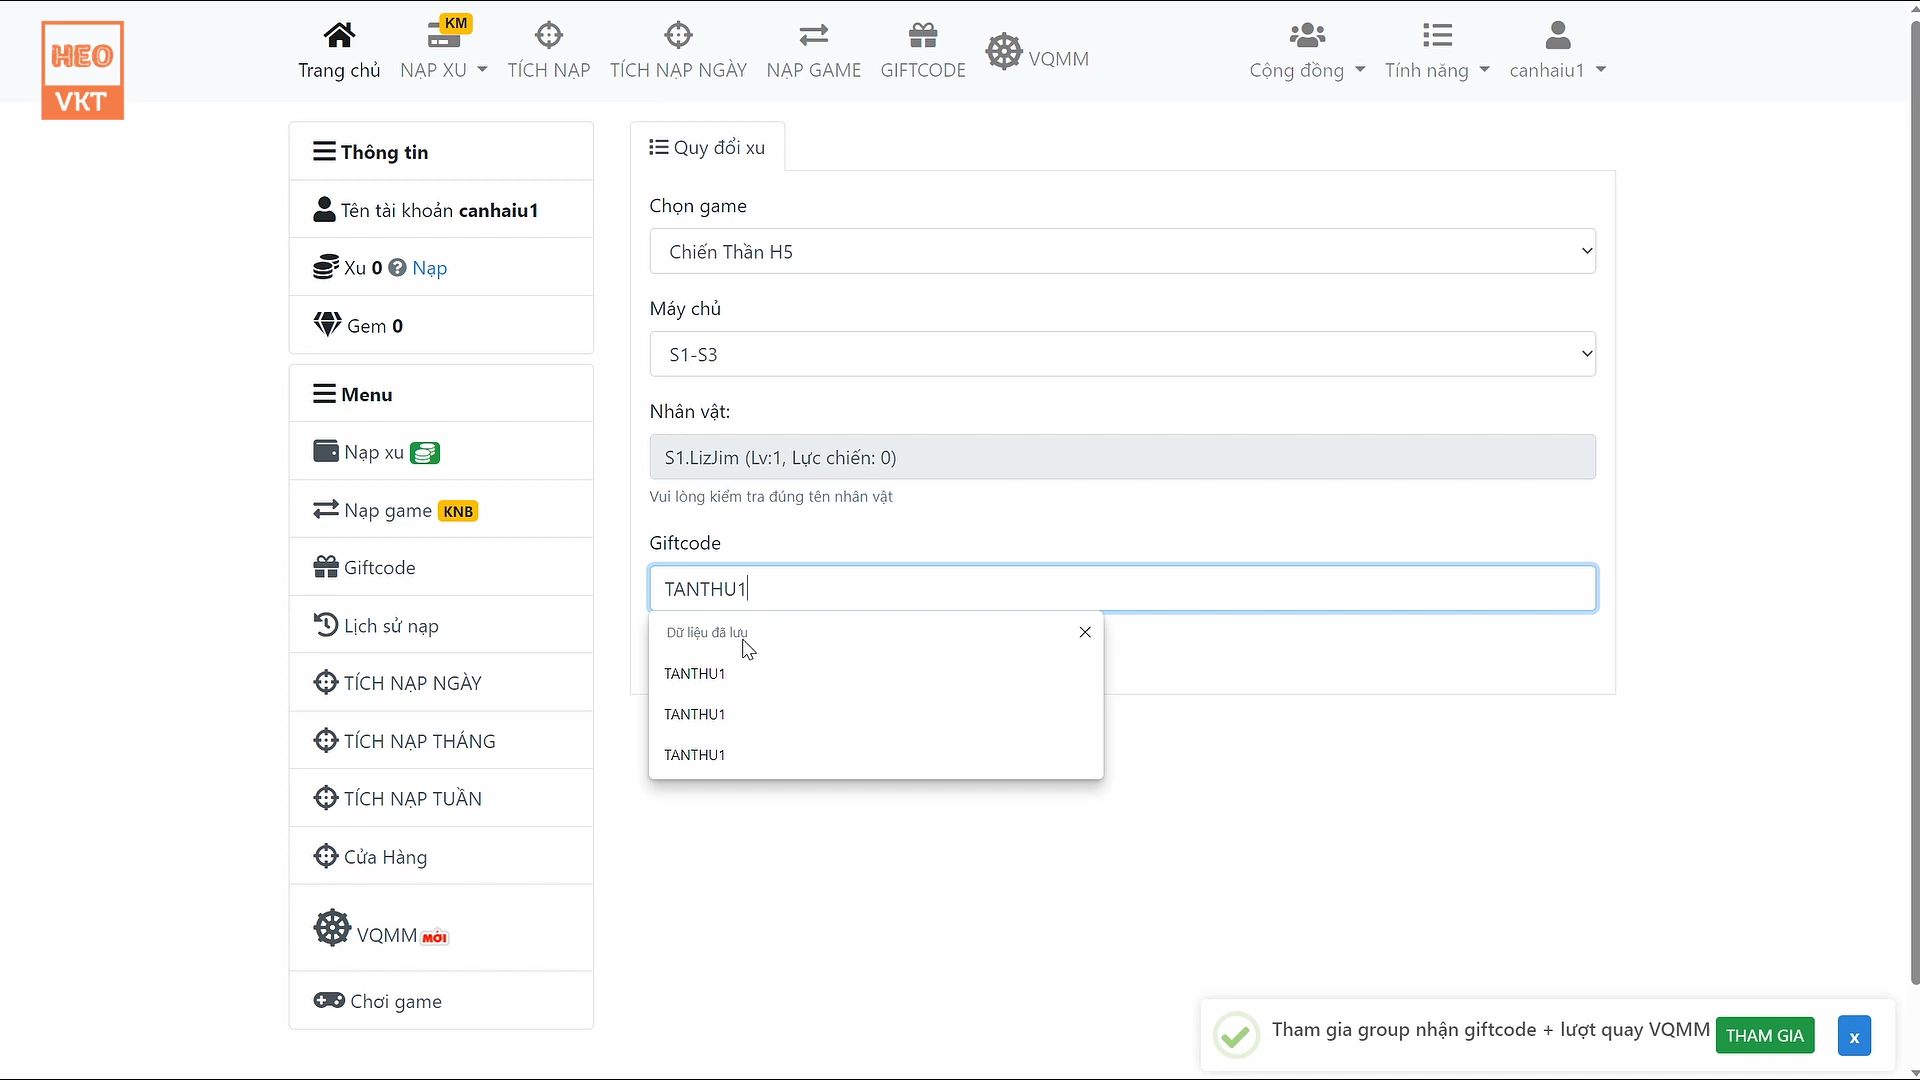 HEO
VKT
Trang chủ
KM
NẠP XU
TÍCH NẠP
TÍCH NẠP NGÀY
NẠP GAME
GIFTCODE
VQMM
Cộng đồng
Tính năng
canhaiu1
Thông tin
Tên tài khoản canhaiu1
Xu 0 ? Nạp
Gem 0
Menu
Nạp xu
Nạp game KNB
Giftcode
Lịch sử nạp
TÍCH NẠP NGÀY
TÍCH NẠP THÁNG
TÍCH NẠP TUẦN
Cửa Hàng
VQMM MỚI
Chơi game
Quy đổi xu
Chọn game
Chiến Thần H5
Máy chủ
S1-S3
Nhân vật:
S1.LizJim (Lv:1, Lực chiến: 0)
Vui lòng kiểm tra đúng tên nhân vật
Giftcode
TANTHU1
Dữ liệu đã lưu
TANTHU1
TANTHU1
TANTHU1
Tham gia group nhận giftcode + lượt quay VQMM
THAM GIA
x